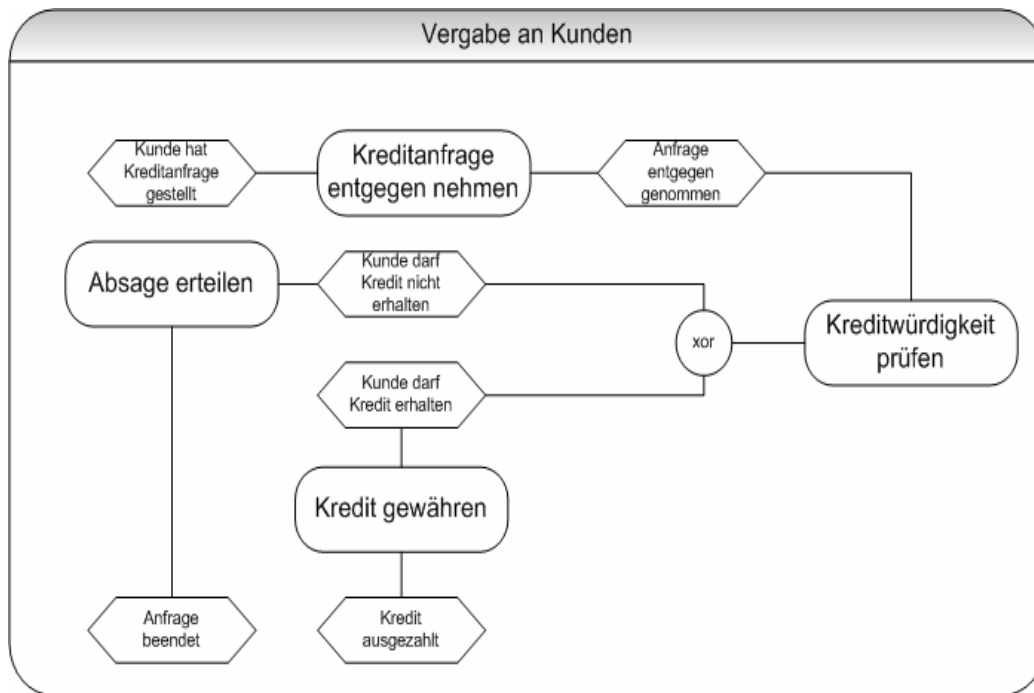 Vergabe an Kunden
Kunde hat
Kreditanfrage
gestellt
Kreditanfrage
entgegen nehmen
Anfrage
entgegen
genommen
Absage erteilen
Kunde darf
Kredit nicht
erhalten
xor
Kreditwürdigkeit
prüfen
Kunde darf
Kredit erhalten
Kredit gewähren
Anfrage
beendet
Kredit
ausgezahlt